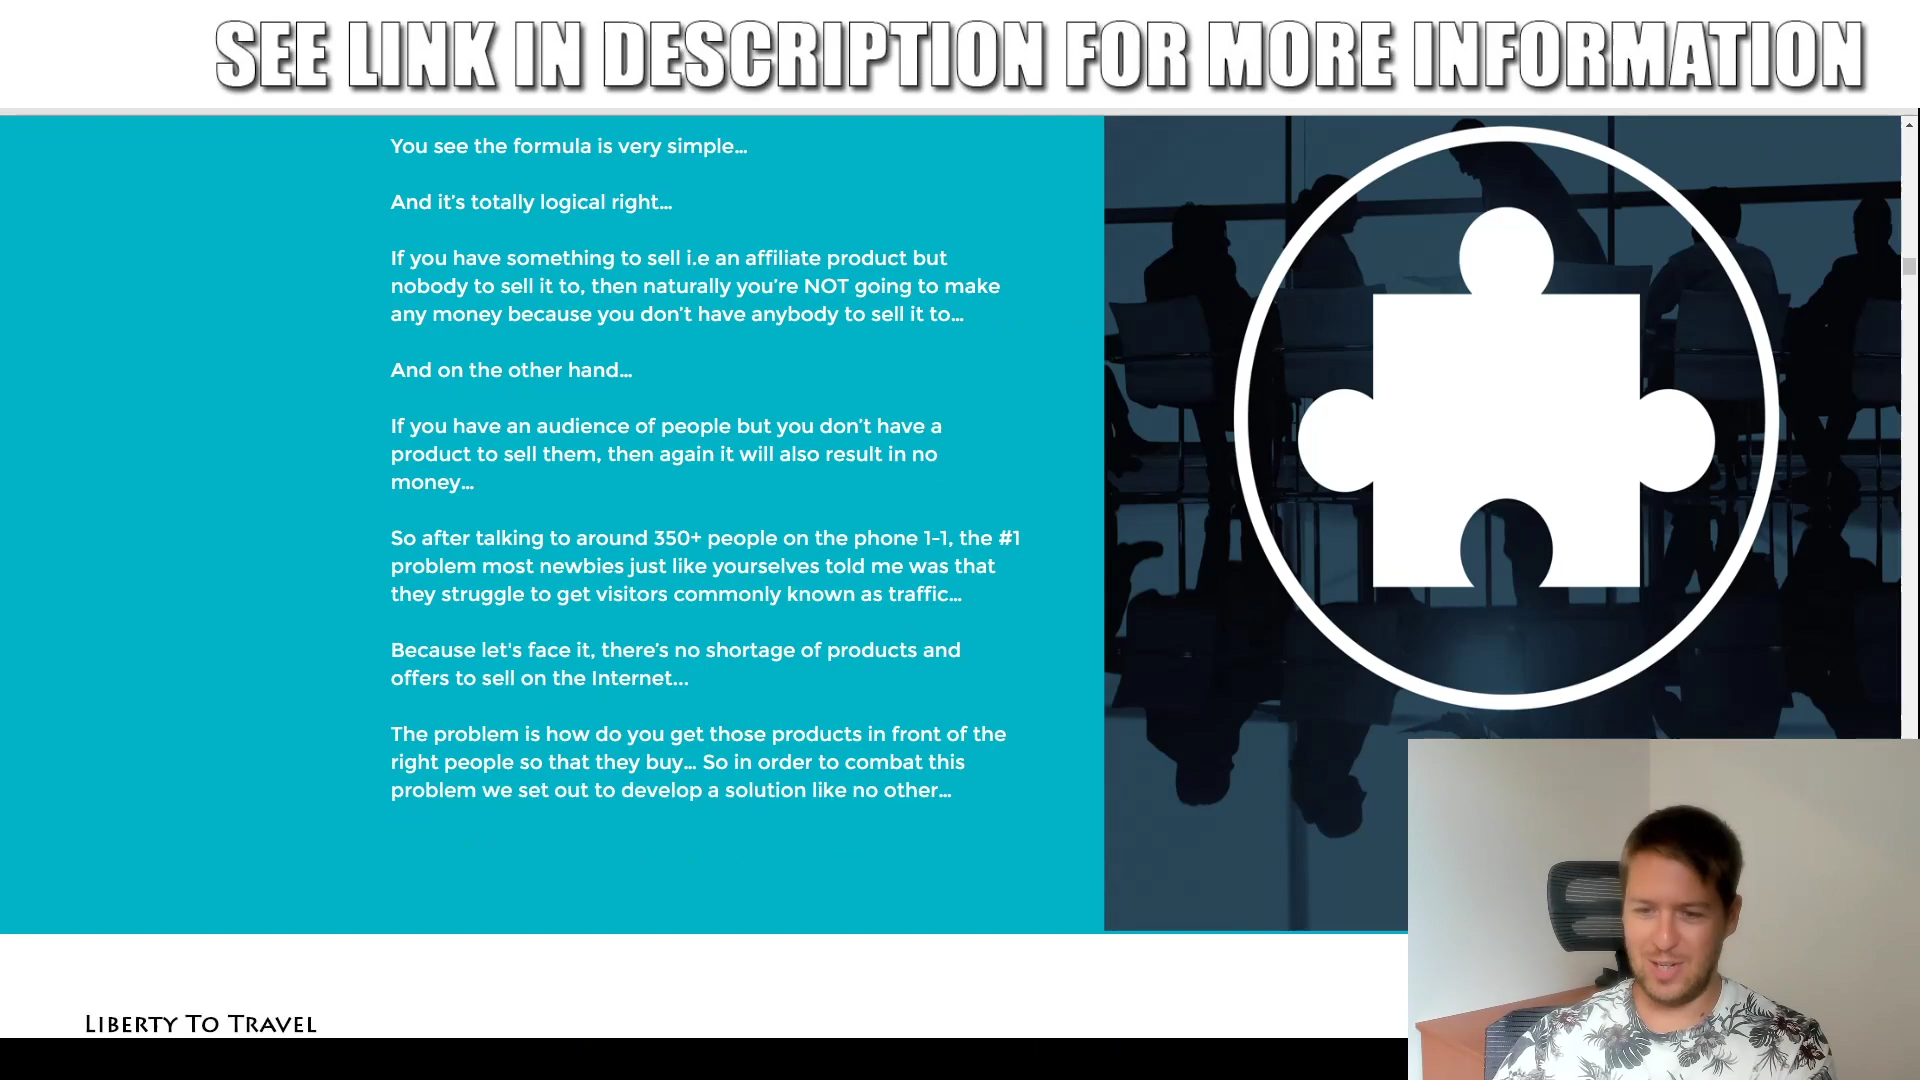 SEE LINK IN DESCRIPTION FOR MORE INFORMATION
You see the formula is very simple...
And it’s totally logical right...
If you have something to sell i.e an affiliate product but
nobody to sell it to, then naturally you’re NOT going to make
any money because you don’t have anybody to sell it to...
And on the other hand...
If you have an audience of people but you don’t have a
product to sell them, then again it will also result in no
money...
So after talking to around 350+ people on the phone 1-1, the #1
problem most newbies just like yourselves told me was that
they struggle to get visitors commonly known as traffic...
Because let's face it, there’s no shortage of products and
offers to sell on the Internet...
The problem is how do you get those products in front of the
right people so that they buy... So in order to combat this
problem we set out to develop a solution like no other...
LIBERTY TO TRAVEL